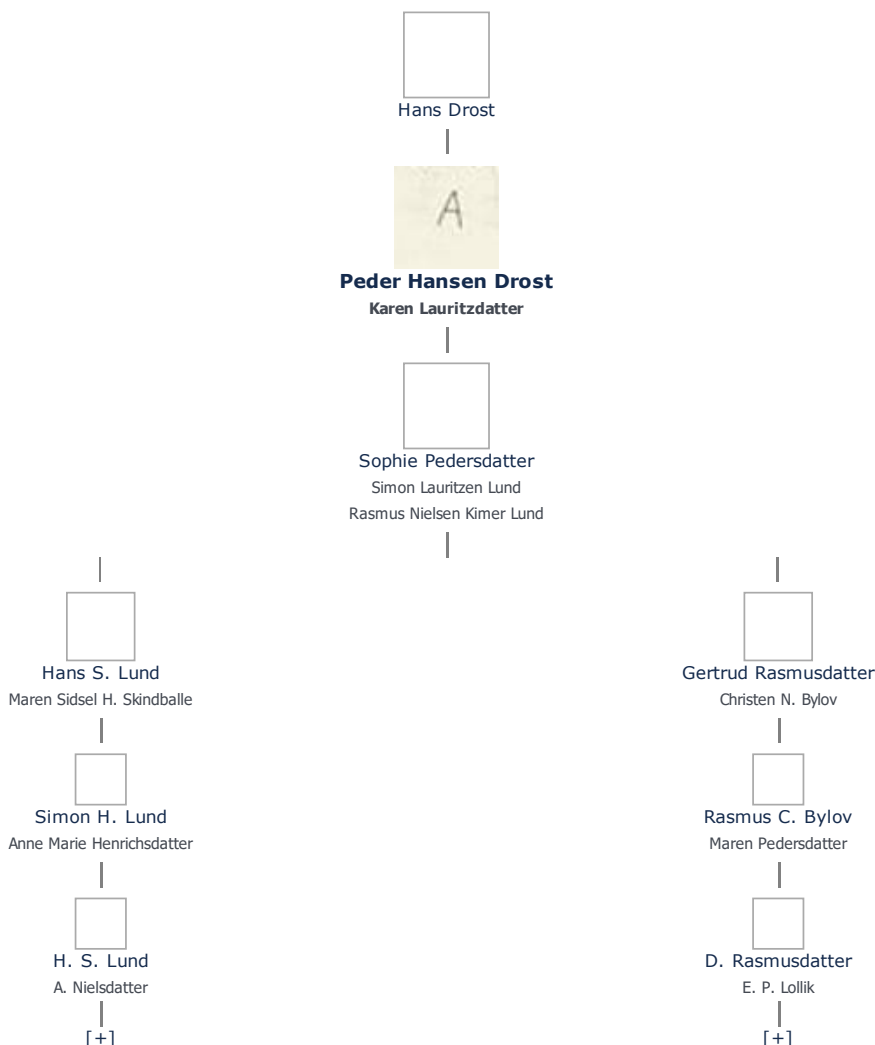 Hans Drost
A
Peder Hansen Drost
Karen Lauritzdatter
Sophie Pedersdatter
Simon Lauritzen Lund
Rasmus Nielsen Kimer Lund
Hans S. Lund
Maren Sidsel H. Skindballe
Simon H. Lund
Anne Marie Henrichsdatter
H. S. Lund
A. Nielsdatter
[+]
Gertrud Rasmusdatter
Christen N. Bylov
Rasmus C. Bylov
Maren Pedersdatter
D. Rasmusdatter
E. P. Lollik
[+]